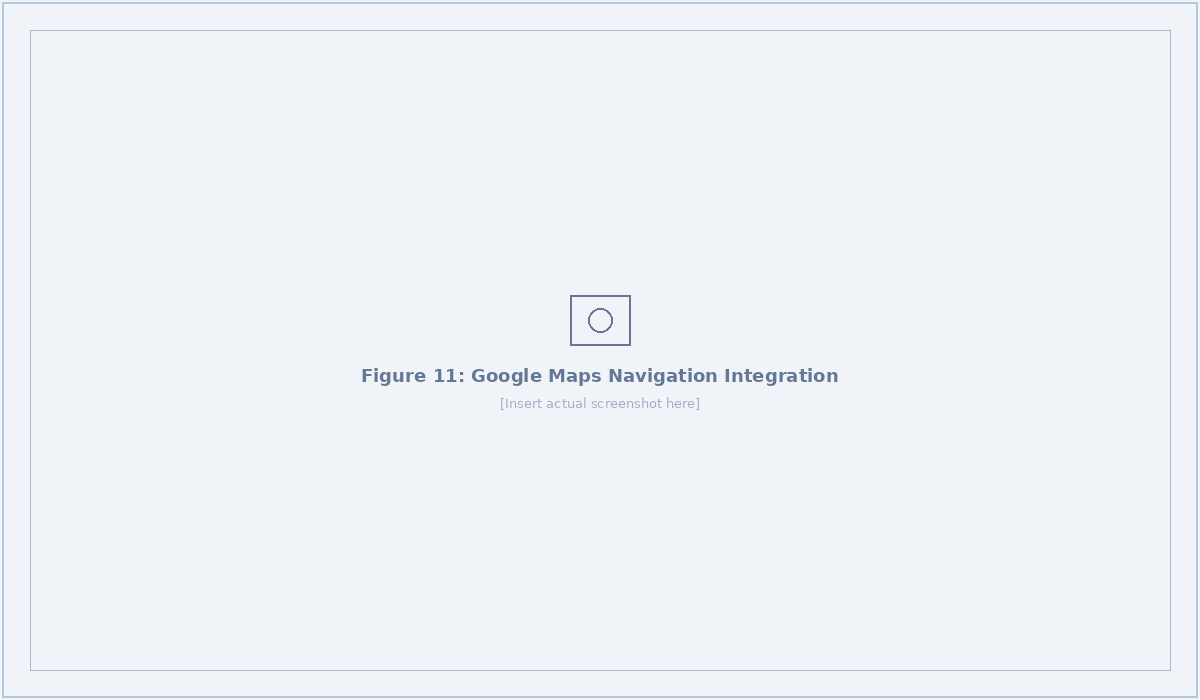 Figure 11: Google Maps Navigation Integration
[Insert actual screenshot here]